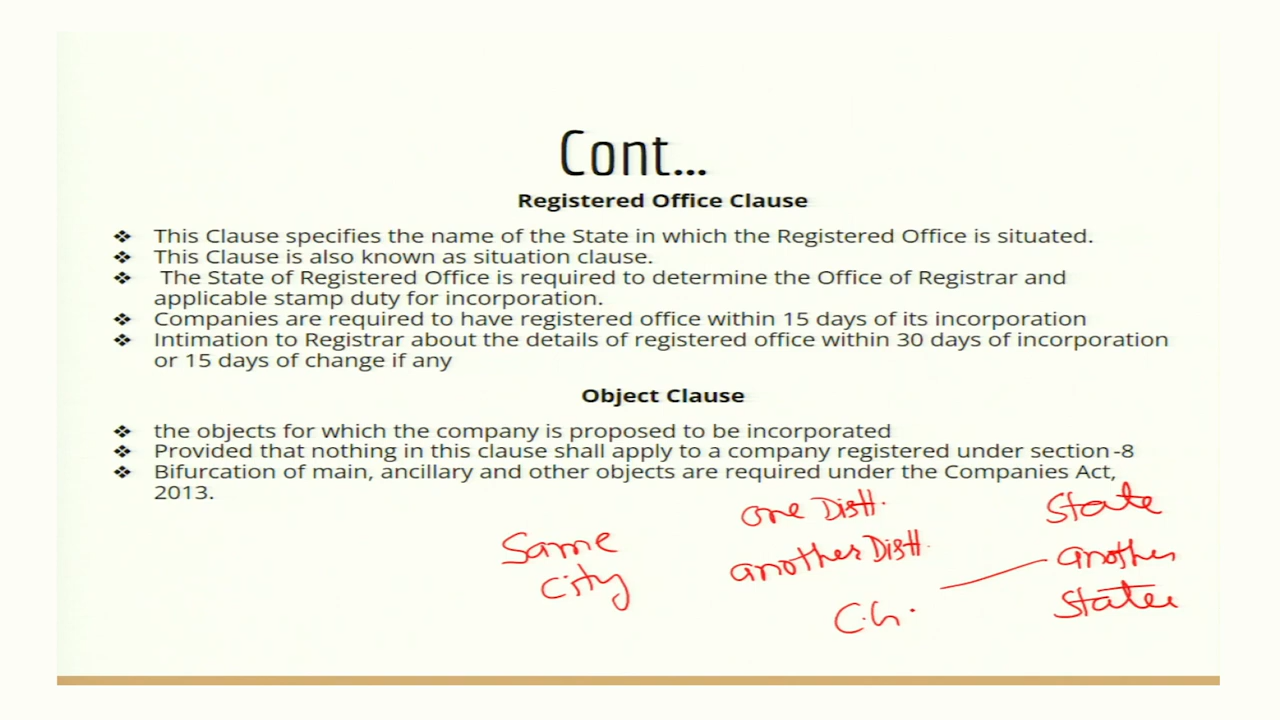 Cont...
Registered Office Clause
❖ This Clause specifies the name of the State in which the Registered Office is situated.
❖ This Clause is also known as situation clause.
❖ The State of Registered Office is required to determine the Office of Registrar and
applicable stamp duty for incorporation.
❖ Companies are required to have registered office within 15 days of its incorporation
❖ Intimation to Registrar about the details of registered office within 30 days of incorporation
or 15 days of change if any
Object Clause
❖ the objects for which the company is proposed to be incorporated
❖ Provided that nothing in this clause shall apply to a company registered under section -8
❖ Bifurcation of main, ancillary and other objects are required under the Companies Act,
2013.
Same
City
one Distt.
another Distt.
C.G.
State
another
State